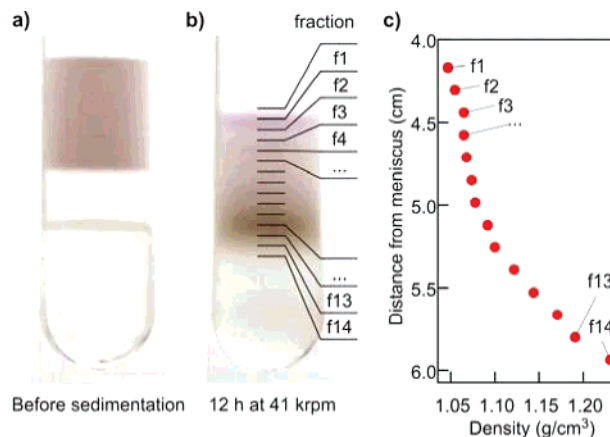 a)
b)
fraction
f1
f2
f3
f4
...
...
f13
f14
Before sedimentation
12 h at 41 krpm
c)
Distance from meniscus (cm)
4.0
4.5
5.0
5.5
6.0
f1
f2
f3
...
f13
f14
1.05 1.10 1.15 1.20
Density (g/cm³)